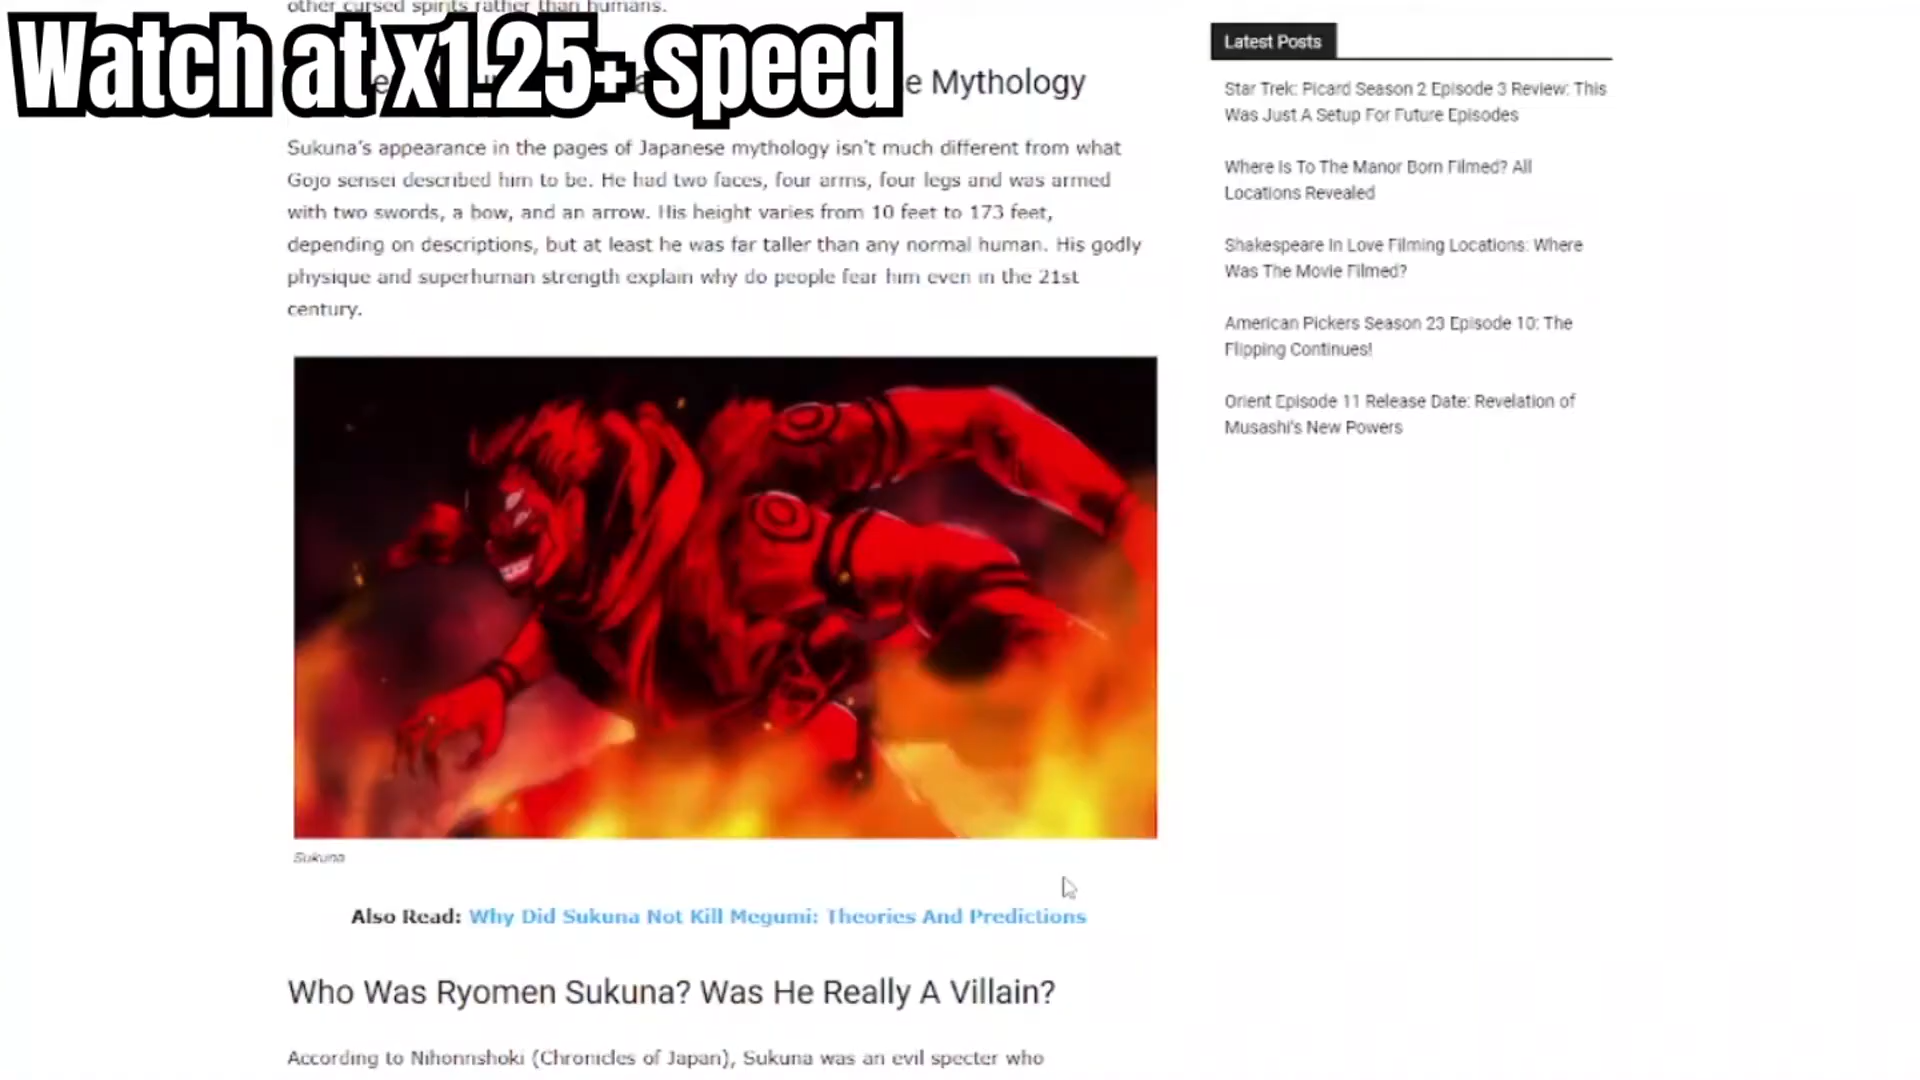 other cursed spirits rather than humans.
Watch at x1.25+ speed
e Mythology
Sukuna's appearance in the pages of Japanese mythology isn't much different from what
Gojo sensei described him to be. He had two faces, four arms, four legs and was armed
with two swords, a bow, and an arrow. His height varies from 10 feet to 173 feet,
depending on descriptions, but at least he was far taller than any normal human. His godly
physique and superhuman strength explain why do people fear him even in the 21st
century.
Sukuna
Also Read: Why Did Sukuna Not Kill Megumi: Theories And Predictions
Who Was Ryomen Sukuna? Was He Really A Villain?
According to Nihonnshoki (Chronicles of Japan), Sukuna was an evil specter who
Latest Posts
Star Trek: Picard Season 2 Episode 3 Review: This
Was Just A Setup For Future Episodes
Where Is To The Manor Born Filmed? All
Locations Revealed
Shakespeare In Love Filming Locations: Where
Was The Movie Filmed?
American Pickers Season 23 Episode 10: The
Flipping Continues!
Orient Episode 11 Release Date: Revelation of
Musashi's New Powers